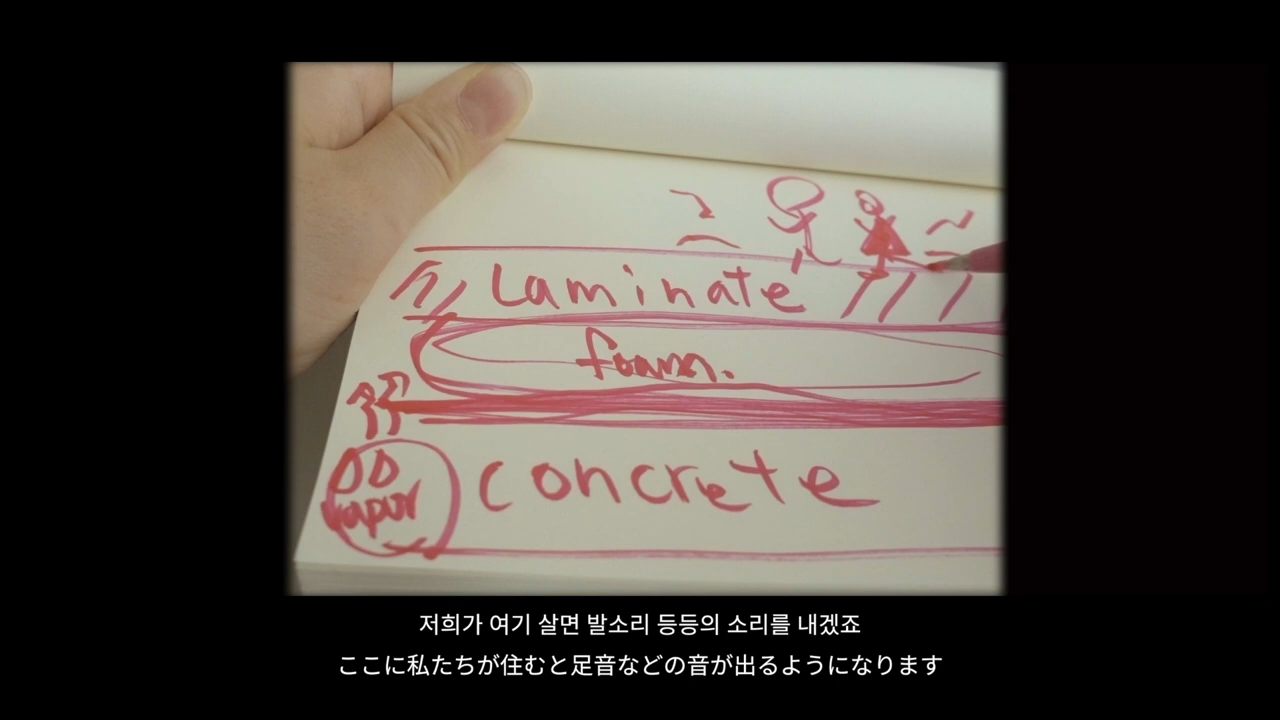 Laminate
foam.
vapor
concrete
저희가 여기 살면 발소리 등등의 소리를 내겠죠
ここに私たちが住むと足音などの音が出るようになります